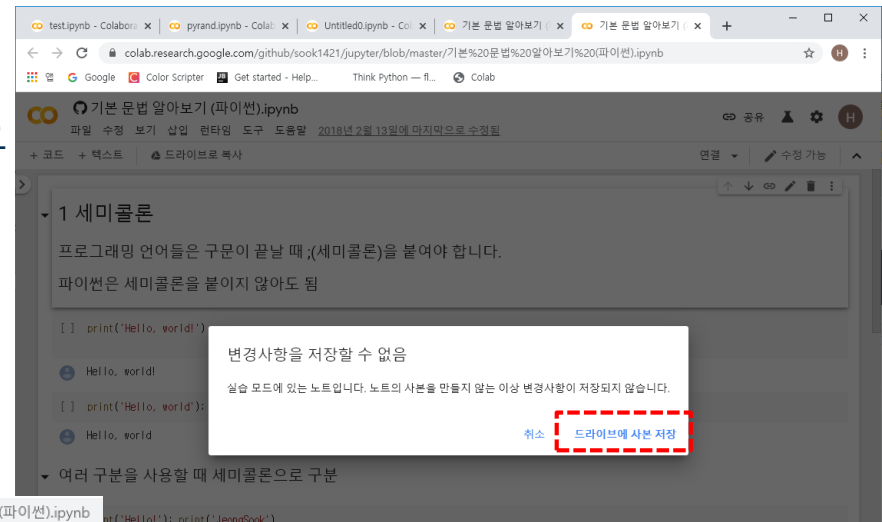 test.ipynb - Colabora
pyrand.ipynb - Colab
Untitled0.ipynb - Col
기본 문법 알아보기 (
기본 문법 알아보기 (
colab.research.google.com/github/sook1421/jupyter/blob/master/기본%20문법%20알아보기%20(파이썬).ipynb
H
앱 Google Color Scripter Get started - Help... Think Python — fl... Colab
기본 문법 알아보기 (파이썬).ipynb
공유 H
파일 수정 보기 삽입 런타임 도구 도움말 2018년 2월 13일에 마지막으로 수정됨
+ 코드 + 텍스트 드라이브로 복사 연결 수정 가능
1 세미콜론
프로그래밍 언어들은 구문이 끝날 때 ;(세미콜론)을 붙여야 합니다.
파이썬은 세미콜론을 붙이지 않아도 됨
[ ] print('Hello, world!')
Hello, world!
[ ] print('Hello, world');
Hello, world
변경사항을 저장할 수 없음
실습 모드에 있는 노트입니다. 노트의 사본을 만들지 않는 이상 변경사항이 저장되지 않습니다.
취소 드라이브에 사본 저장
여러 구분을 사용할 때 세미콜론으로 구분
(파이썬).ipynb
nt('Hello!'); print('JeongSook')